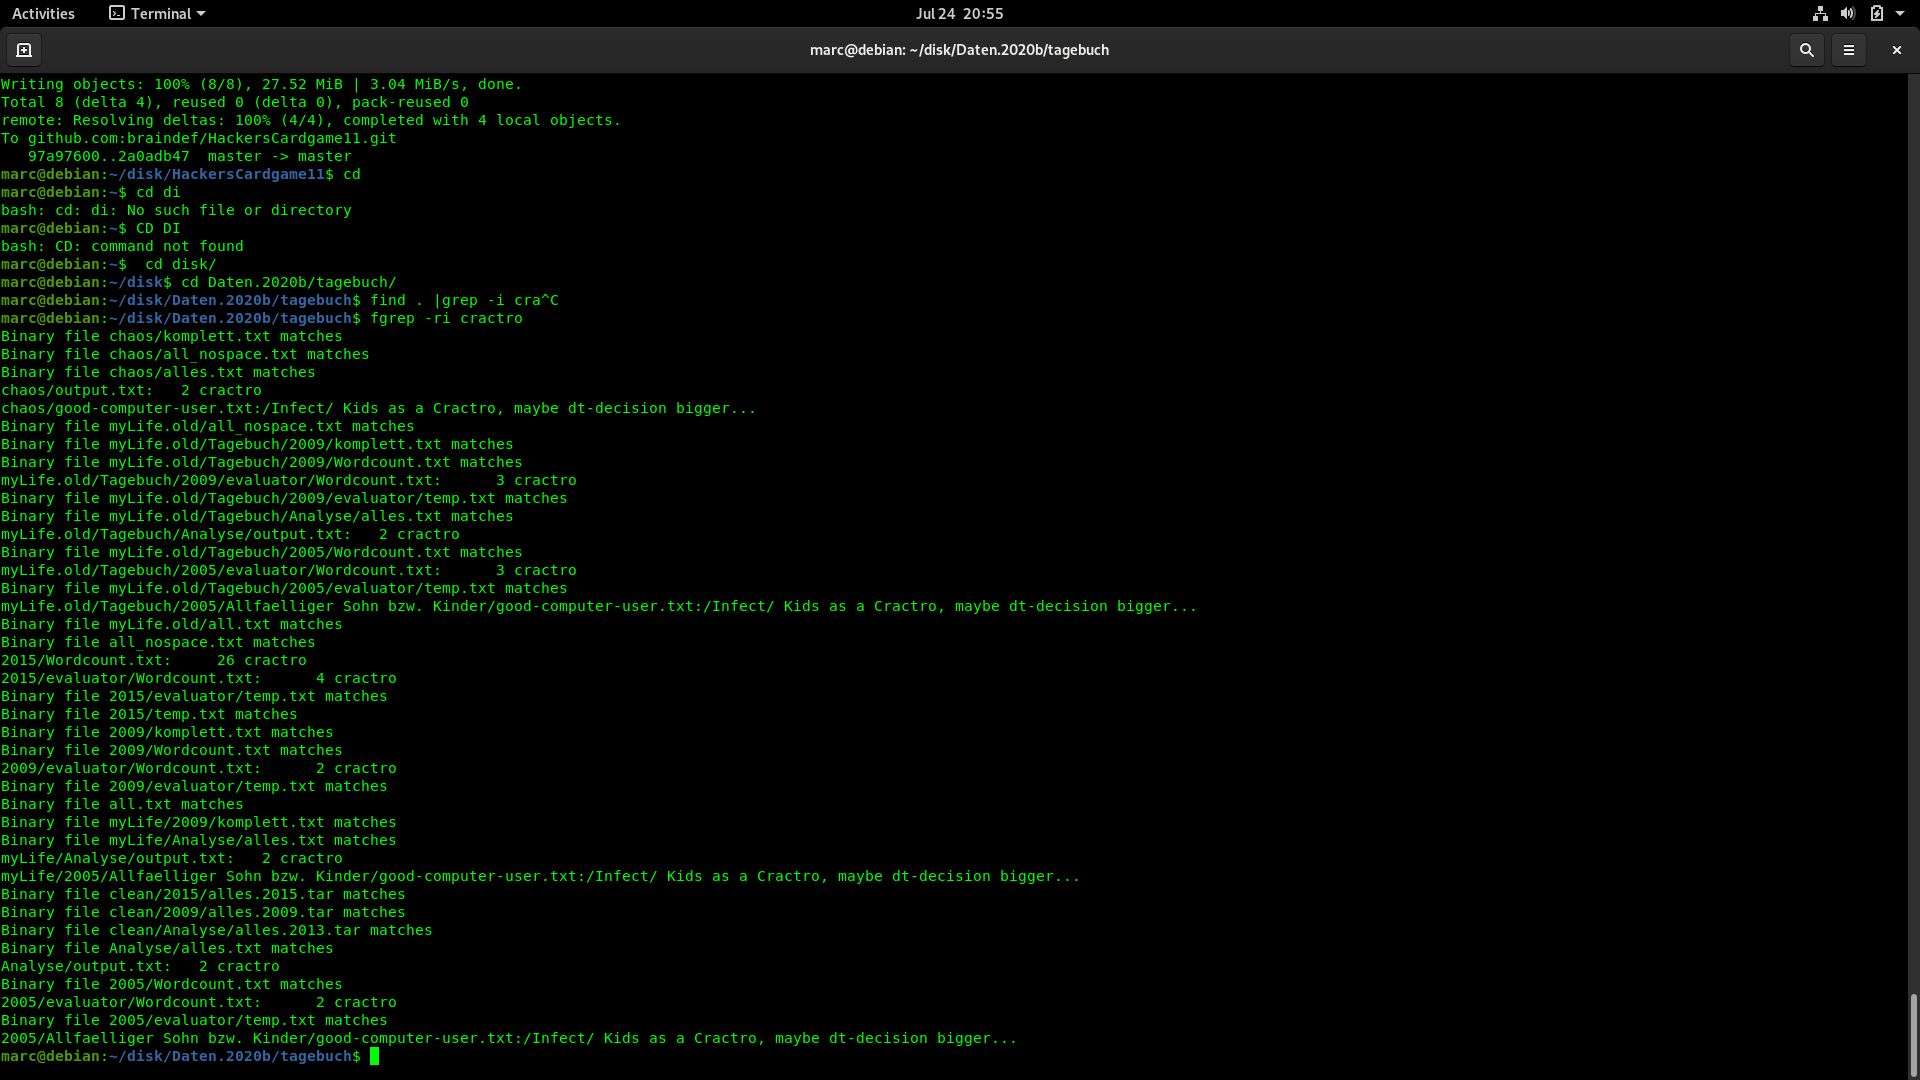 Activities Terminal Jul 24 20:55
marc@debian: ~/disk/Daten.2020b/tagebuch
Writing objects: 100% (8/8), 27.52 MiB | 3.04 MiB/s, done.
Total 8 (delta 4), reused 0 (delta 0), pack-reused 0
remote: Resolving deltas: 100% (4/4), completed with 4 local objects.
To github.com:braindef/HackersCardgame11.git
   97a97600..2a0adb47  master -> master
marc@debian:~/disk/HackersCardgame11$ cd
marc@debian:~$ cd di
bash: cd: di: No such file or directory
marc@debian:~$ CD DI
bash: CD: command not found
marc@debian:~$  cd disk/
marc@debian:~/disk$ cd Daten.2020b/tagebuch/
marc@debian:~/disk/Daten.2020b/tagebuch$ find . |grep -i cra^C
marc@debian:~/disk/Daten.2020b/tagebuch$ fgrep -ri cractro
Binary file chaos/komplett.txt matches
Binary file chaos/all_nospace.txt matches
Binary file chaos/alles.txt matches
chaos/output.txt:   2 cractro
chaos/good-computer-user.txt:/Infect/ Kids as a Cractro, maybe dt-decision bigger...
Binary file myLife.old/all_nospace.txt matches
Binary file myLife.old/Tagebuch/2009/komplett.txt matches
Binary file myLife.old/Tagebuch/2009/Wordcount.txt matches
myLife.old/Tagebuch/2009/evaluator/Wordcount.txt:      3 cractro
Binary file myLife.old/Tagebuch/2009/evaluator/temp.txt matches
Binary file myLife.old/Tagebuch/Analyse/alles.txt matches
myLife.old/Tagebuch/Analyse/output.txt:   2 cractro
Binary file myLife.old/Tagebuch/2005/Wordcount.txt matches
myLife.old/Tagebuch/2005/evaluator/Wordcount.txt:      3 cractro
Binary file myLife.old/Tagebuch/2005/evaluator/temp.txt matches
myLife.old/Tagebuch/2005/Allfaelliger Sohn bzw. Kinder/good-computer-user.txt:/Infect/ Kids as a Cractro, maybe dt-decision bigger...
Binary file myLife.old/all.txt matches
Binary file all_nospace.txt matches
2015/Wordcount.txt:     26 cractro
2015/evaluator/Wordcount.txt:      4 cractro
Binary file 2015/evaluator/temp.txt matches
Binary file 2015/temp.txt matches
Binary file 2009/komplett.txt matches
Binary file 2009/Wordcount.txt matches
2009/evaluator/Wordcount.txt:      2 cractro
Binary file 2009/evaluator/temp.txt matches
Binary file all.txt matches
Binary file myLife/2009/komplett.txt matches
Binary file myLife/Analyse/alles.txt matches
myLife/Analyse/output.txt:   2 cractro
myLife/2005/Allfaelliger Sohn bzw. Kinder/good-computer-user.txt:/Infect/ Kids as a Cractro, maybe dt-decision bigger...
Binary file clean/2015/alles.2015.tar matches
Binary file clean/2009/alles.2009.tar matches
Binary file clean/Analyse/alles.2013.tar matches
Binary file Analyse/alles.txt matches
Analyse/output.txt:   2 cractro
Binary file 2005/Wordcount.txt matches
2005/evaluator/Wordcount.txt:      2 cractro
Binary file 2005/evaluator/temp.txt matches
2005/Allfaelliger Sohn bzw. Kinder/good-computer-user.txt:/Infect/ Kids as a Cractro, maybe dt-decision bigger...
marc@debian:~/disk/Daten.2020b/tagebuch$